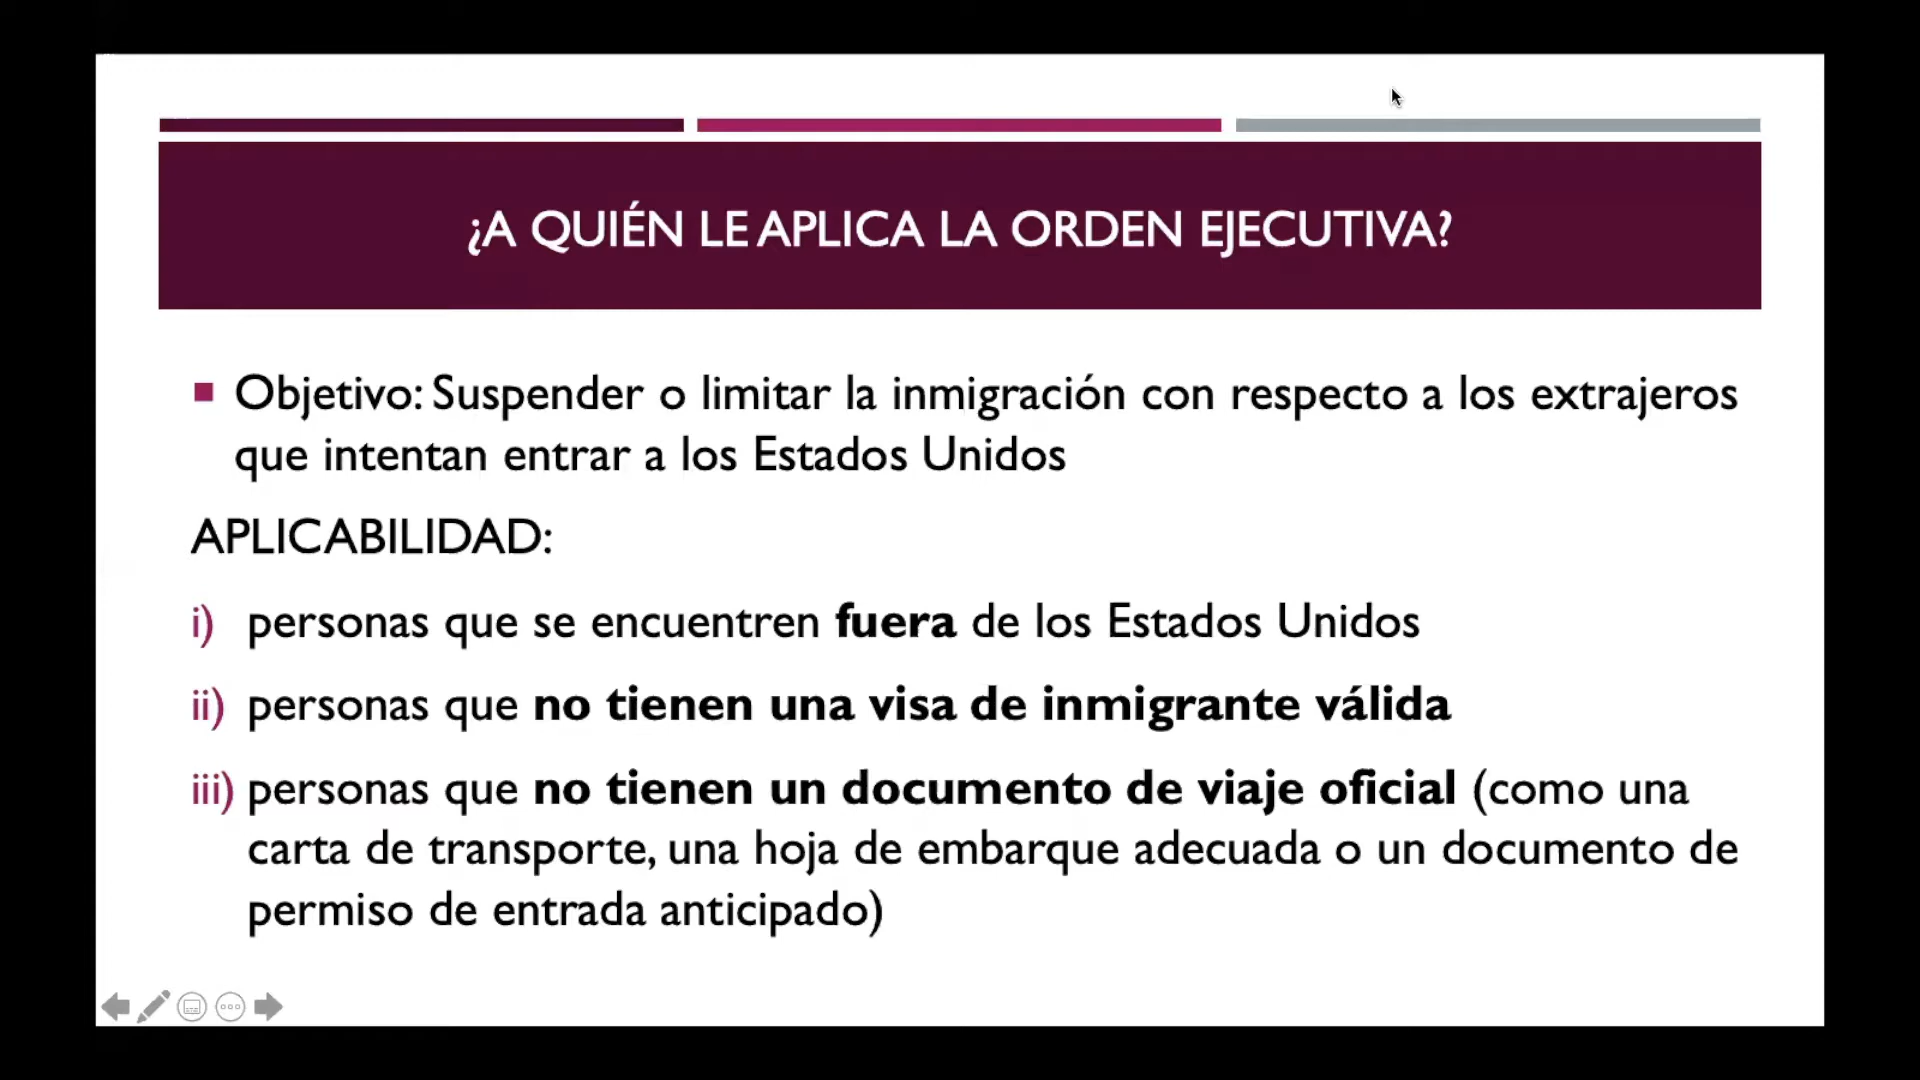 ¿A QUIÉN LE APLICA LA ORDEN EJECUTIVA?
▪ Objetivo: Suspender o limitar la inmigración con respecto a los extrajeros
que intentan entrar a los Estados Unidos
APLICABILIDAD:
i) personas que se encuentren fuera de los Estados Unidos
ii) personas que no tienen una visa de inmigrante válida
iii) personas que no tienen un documento de viaje oficial (como una
carta de transporte, una hoja de embarque adecuada o un documento de
permiso de entrada anticipado)